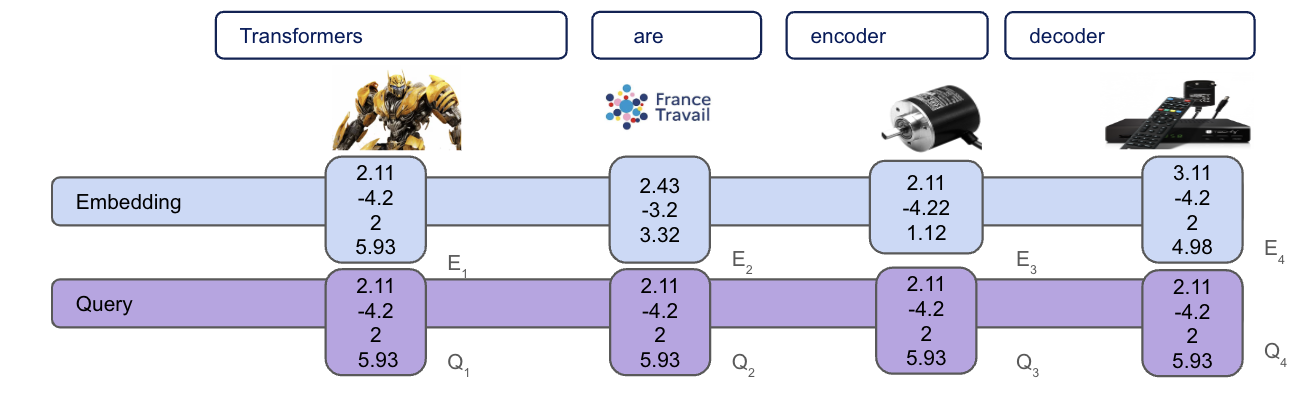 Transformers are encoder decoder
France
Travail
Embedding
2.11 2.43 2.11 3.11
-4.2 -3.2 -4.22 -4.2
2 3.32 1.12 2
5.93 4.98
E1 E2 E3 E4
Query
2.11 2.11 2.11 2.11
-4.2 -4.2 -4.2 -4.2
2 2 2 2
5.93 5.93 5.93 5.93
Q1 Q2 Q3 Q4